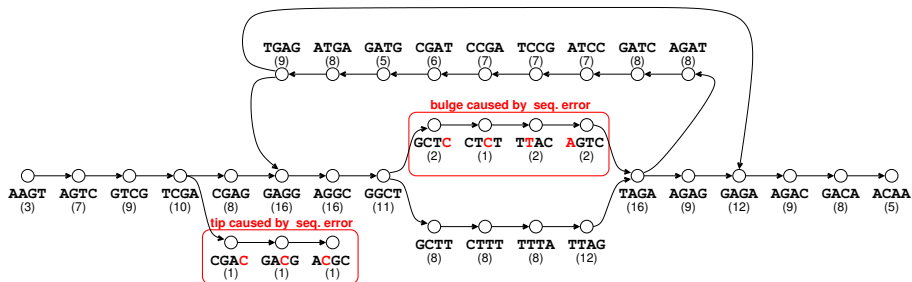 TGAG ATGA GATG CGAT CCGA TCCG ATCC GATC AGAT
(9) (8) (5) (6) (7) (7) (7) (8) (8)
bulge caused by seq. error
GCTC CTCT TTAC AGTC
(2) (1) (2) (2)
AAGT AGTC GTCG TCGA CGAG GAGG AGGC GGCT TAGA AGAG GAGA AGAC GACA ACAA
(3) (7) (9) (10) (8) (16) (16) (11) (16) (9) (12) (9) (8) (5)
tip caused by seq. error
GCTT CTTT TTTA TTAG
(8) (8) (8) (12)
CGAC GACG ACGC
(1) (1) (1)